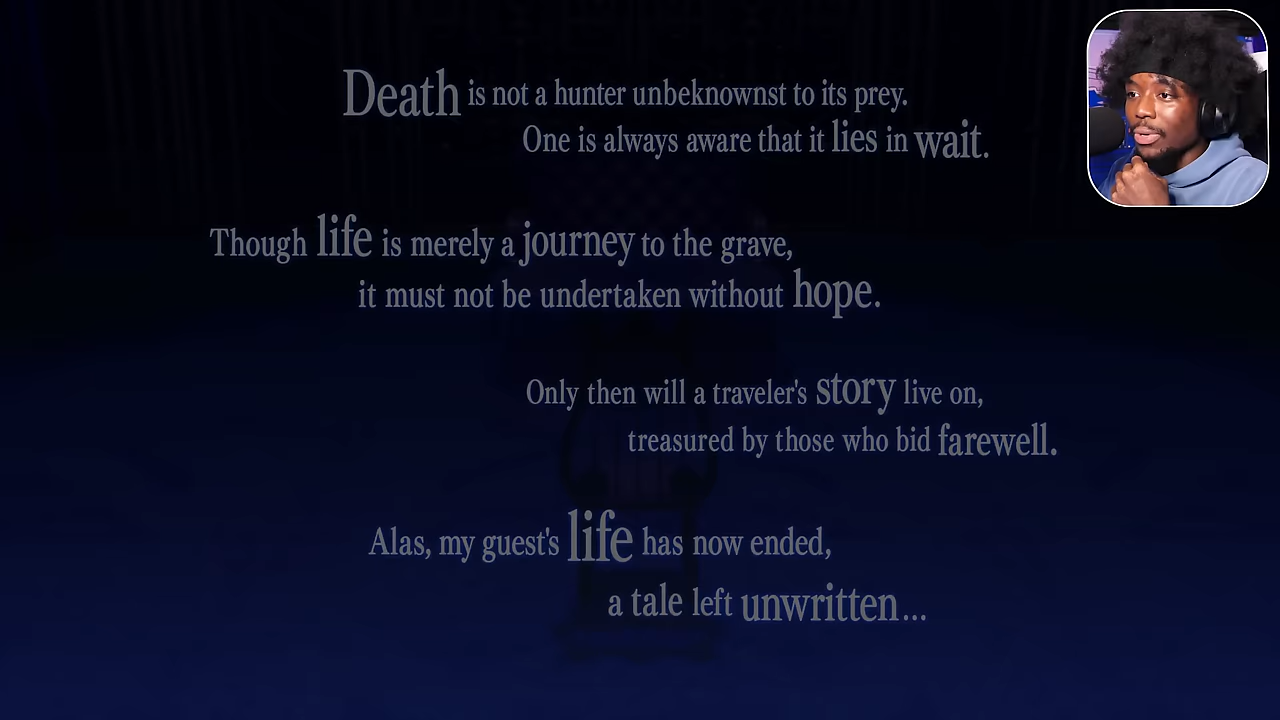 Death is not a hunter unbeknownst to its prey.
One is always aware that it lies in wait.
Though life is merely a journey to the grave,
it must not be undertaken without hope.
Only then will a traveler's story live on,
treasured by those who bid farewell.
Alas, my guest's life has now ended,
a tale left unwritten...